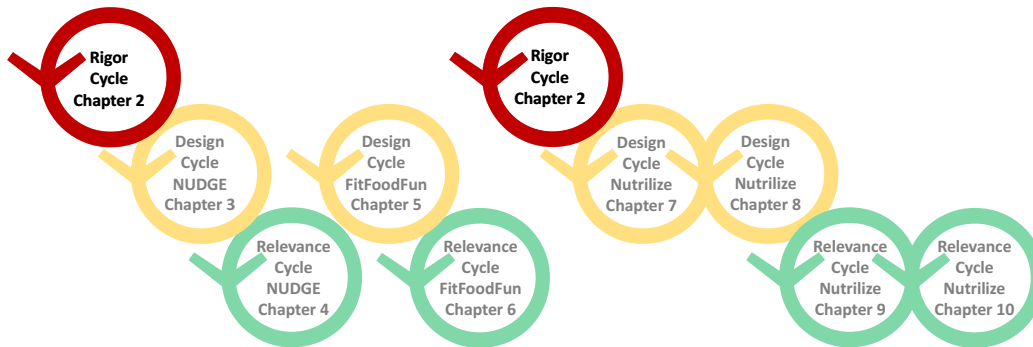 Rigor
Cycle
Chapter 2
Rigor
Cycle
Chapter 2
Design
Cycle
NUDGE
Chapter 3
Design
Cycle
FitFoodFun
Chapter 5
Design
Cycle
Nutrilize
Chapter 7
Design
Cycle
Nutrilize
Chapter 8
Relevance
Cycle
NUDGE
Chapter 4
Relevance
Cycle
FitFoodFun
Chapter 6
Relevance
Cycle
Nutrilize
Chapter 9
Relevance
Cycle
Nutrilize
Chapter 10